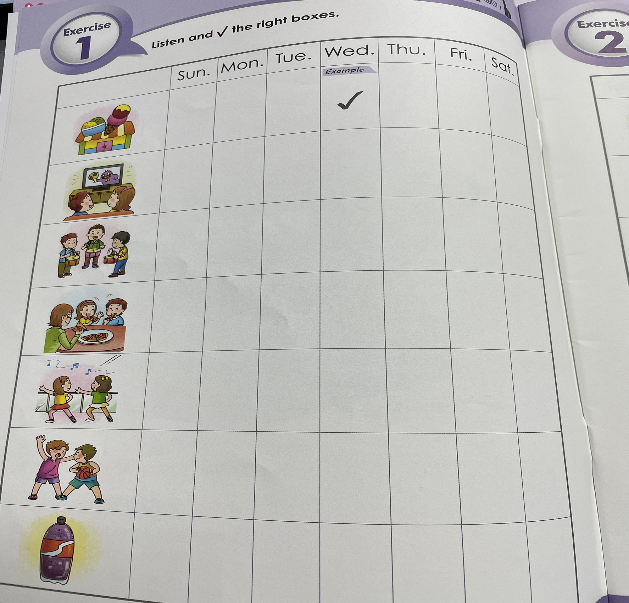 Exercise
1
Listen and ✓ the right boxes.
Exercise
2
Sun. Mon. Tue. Wed. Thu. Fri. Sat.
Example
✓